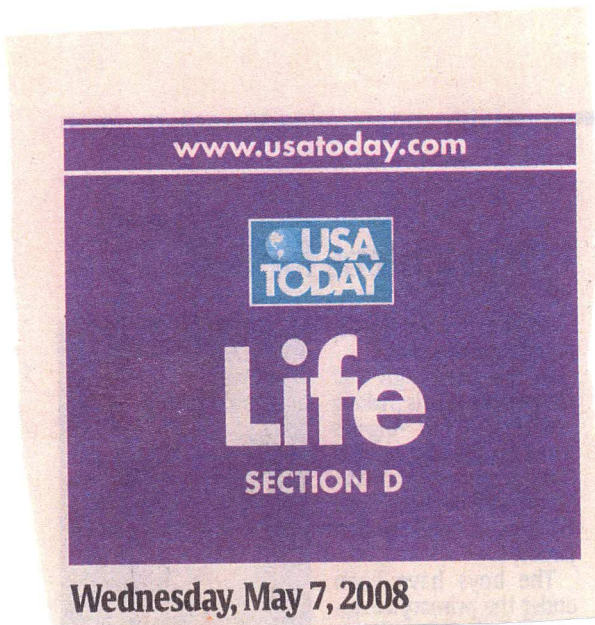 www.usatoday.com
USA
TODAY
Life
SECTION D
Wednesday, May 7, 2008